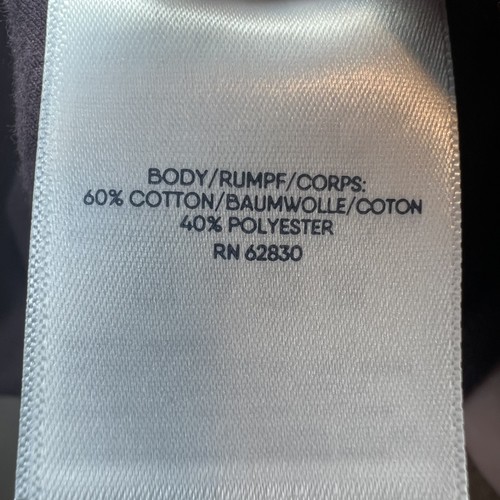 BODY/RUMPF/CORPS:
60% COTTON/BAUMWOLLE/COTON
40% POLYESTER
RN 62830